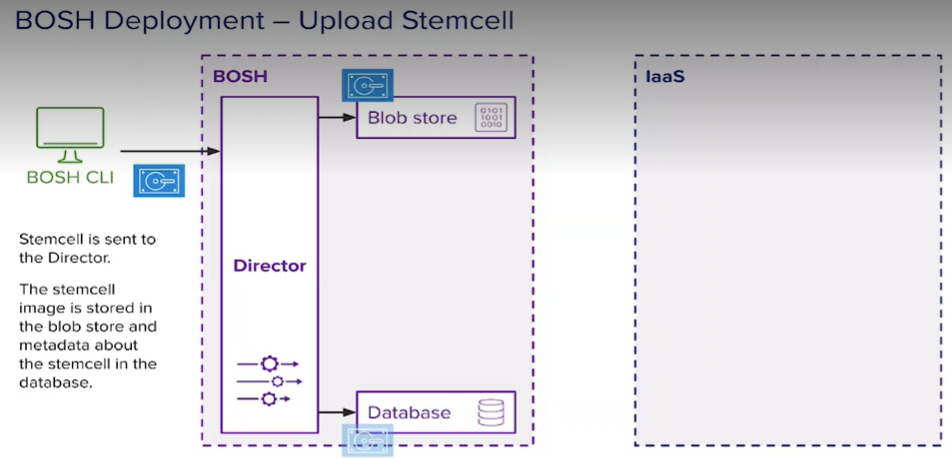 BOSH Deployment – Upload Stemcell
BOSH
IaaS
Blob store
0101
1001
0010
BOSH CLI
Stemcell is sent to
the Director.
The stemcell
image is stored in
the blob store and
metadata about
the stemcell in the
database.
Director
Database